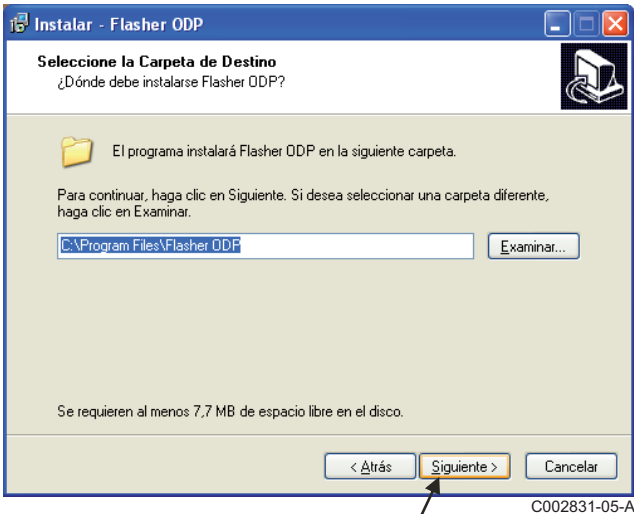 Instalar - Flasher ODP
Seleccione la Carpeta de Destino
¿Dónde debe instalarse Flasher ODP?
El programa instalará Flasher ODP en la siguiente carpeta.
Para continuar, haga clic en Siguiente. Si desea seleccionar una carpeta diferente,
haga clic en Examinar.
C:\Program Files\Flasher ODP
Examinar...
Se requieren al menos 7,7 MB de espacio libre en el disco.
< Atrás
Siguiente >
Cancelar
C002831-05-A